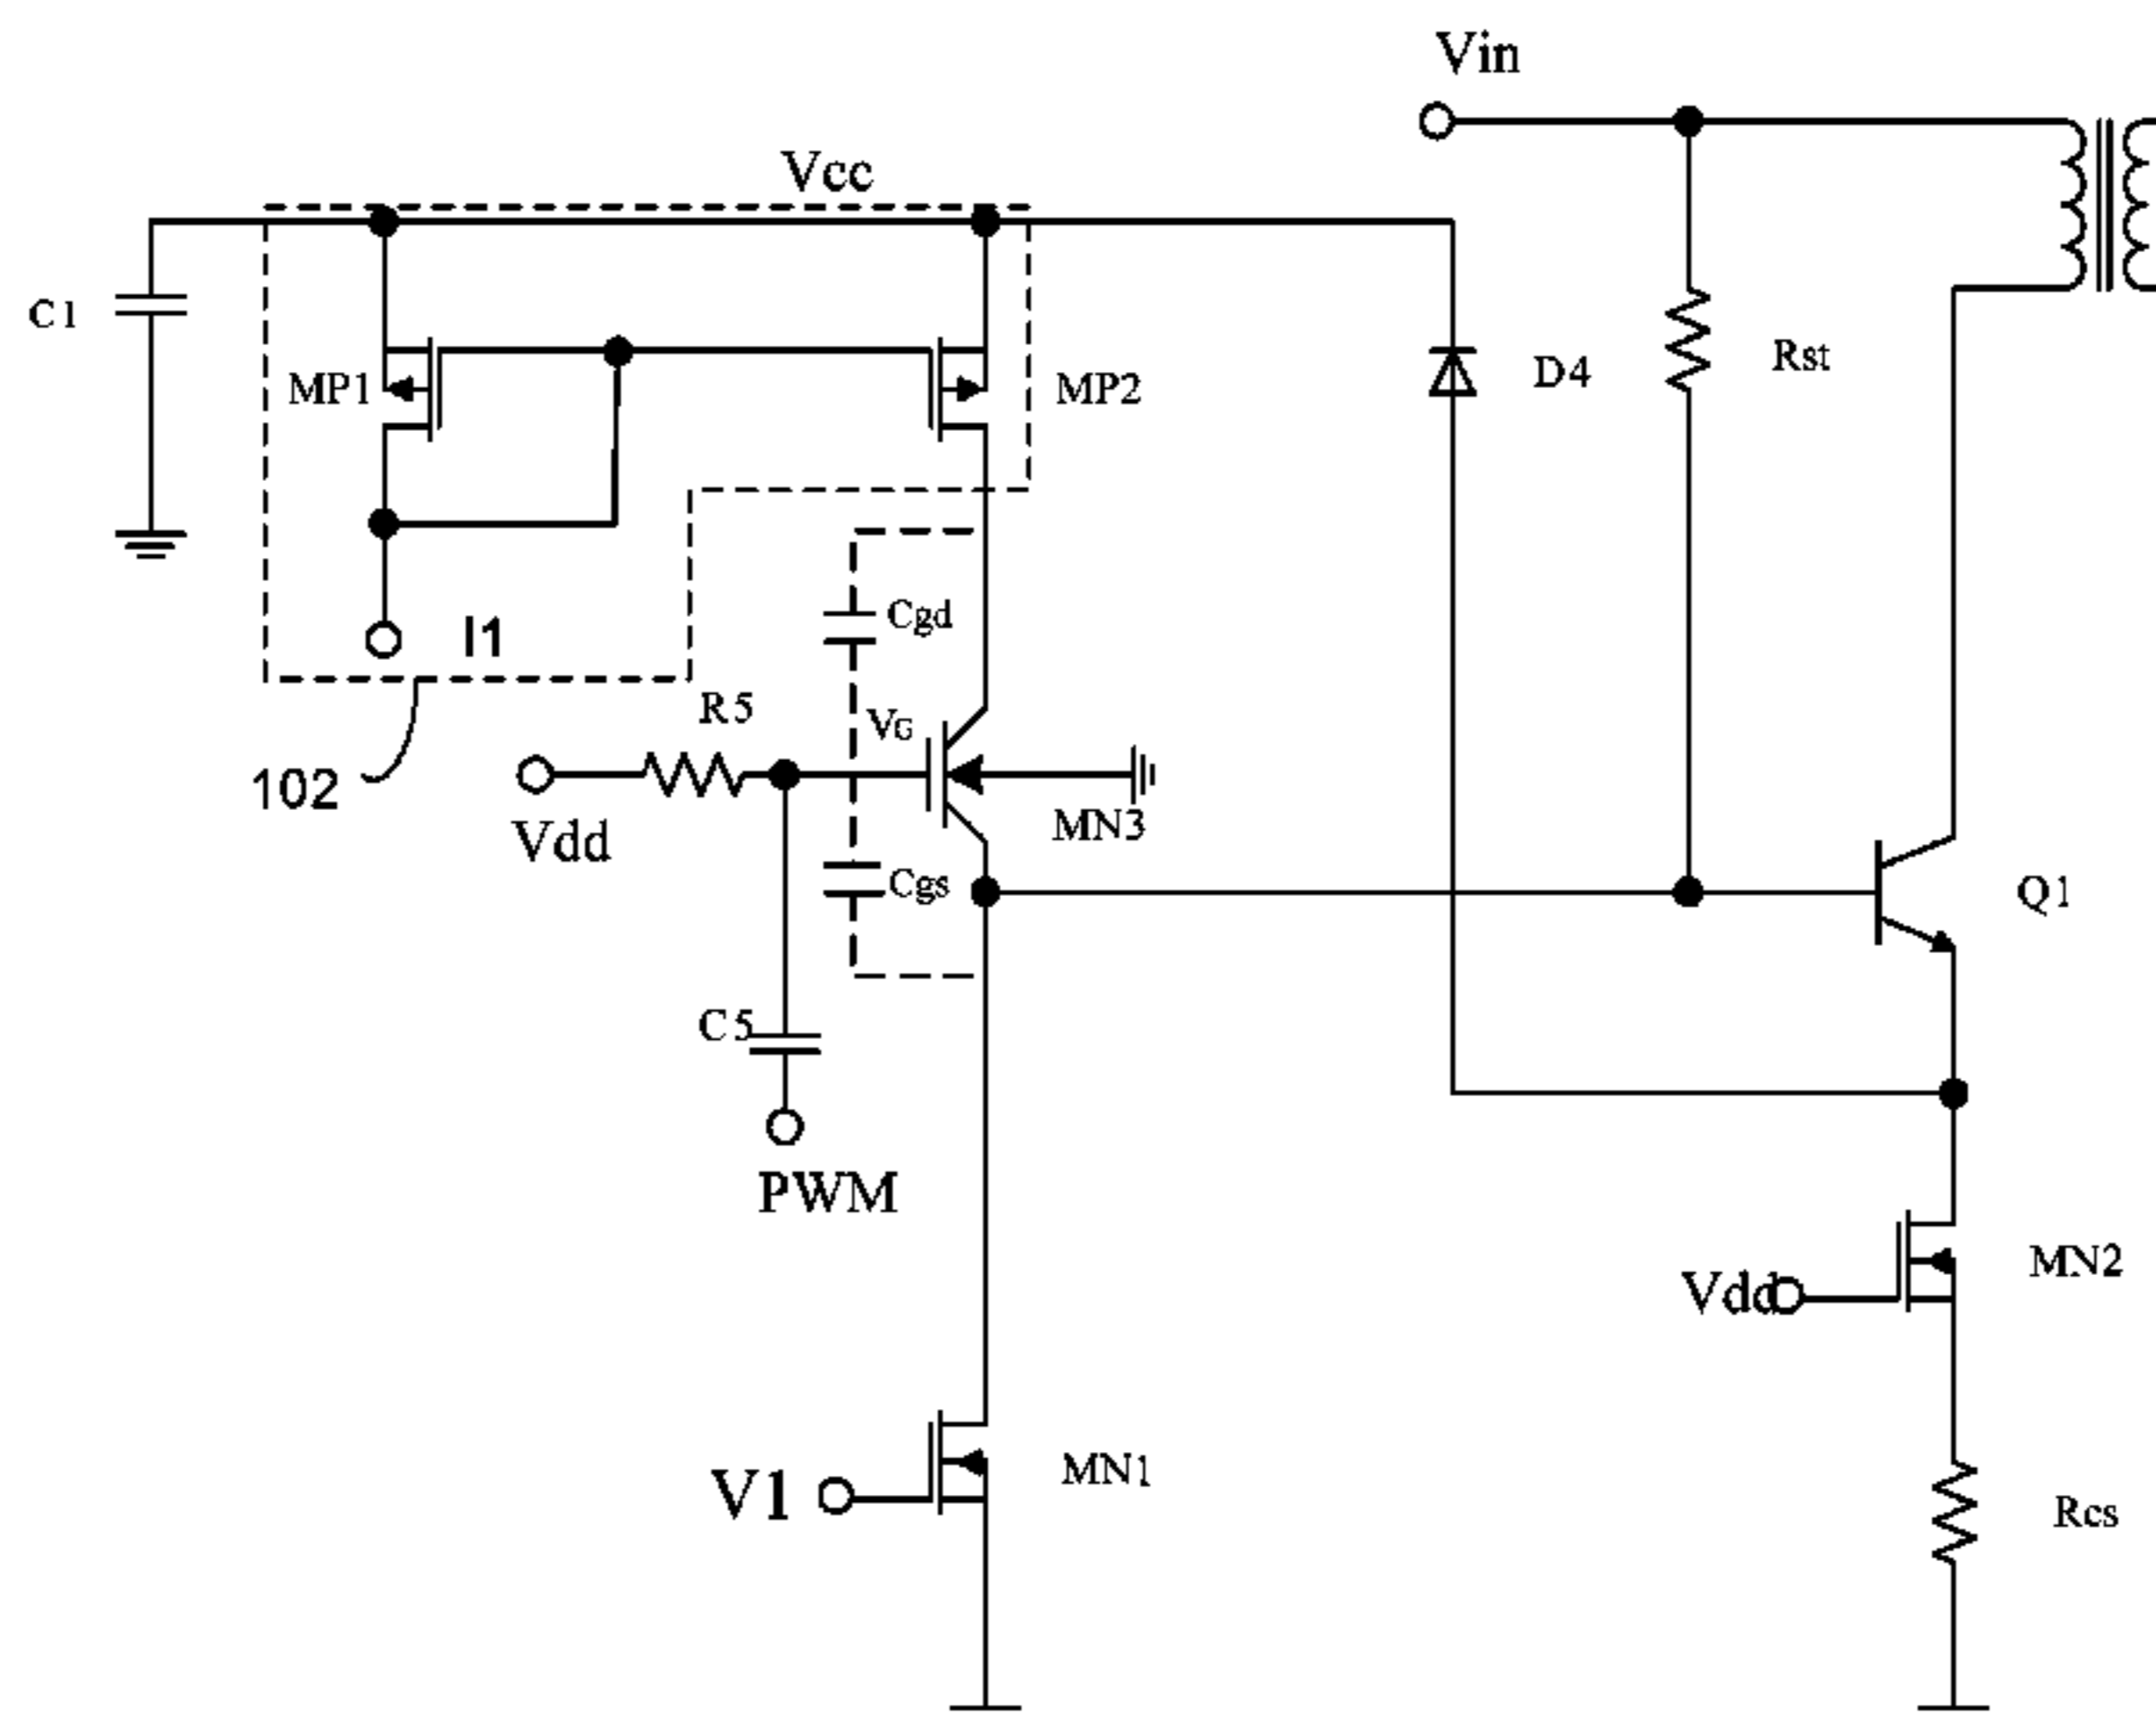 Vin
Vcc
C1
MP1
MP2
D4
Rst
Cgd
I1
R5
VG
102
Vdd
MN3
Cgs
Q1
C5
PWM
Vdd
MN2
V1
MN1
Rcs